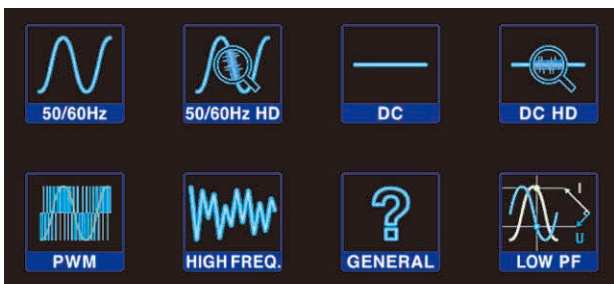 50/60Hz
50/60Hz HD
DC
DC HD
PWM
HIGH FREQ.
?
GENERAL
I
U
LOW PF